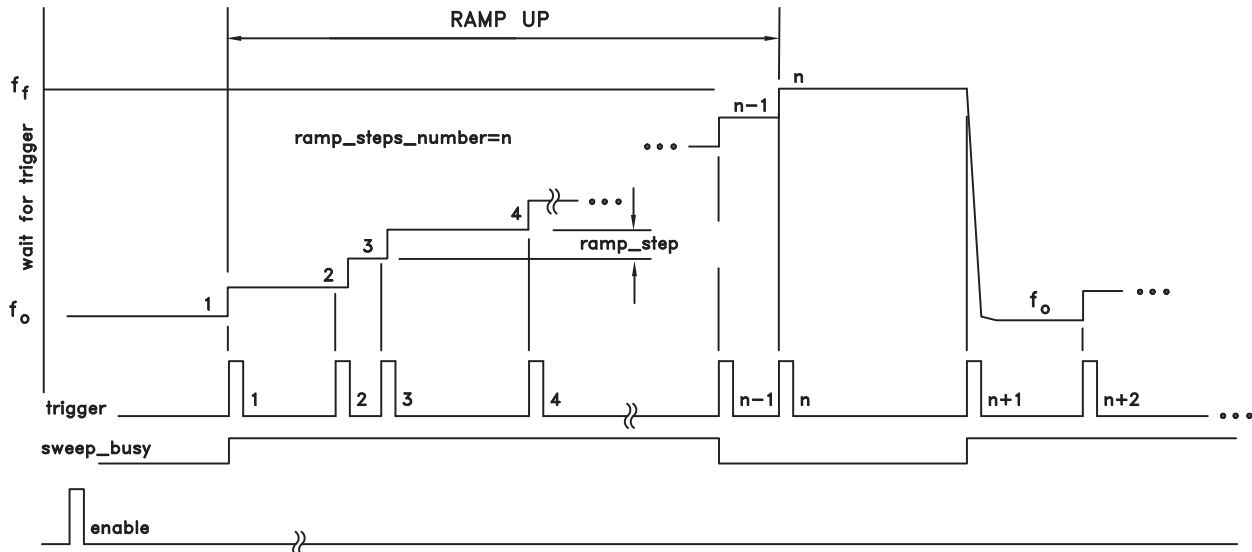 RAMP UP
f f
n
n-1
wait for trigger
ramp_steps_number=n
4
3
ramp_step
2
1
f o
f o
trigger
1
2
3
4
n-1
n
n+1
n+2
sweep_busy
enable